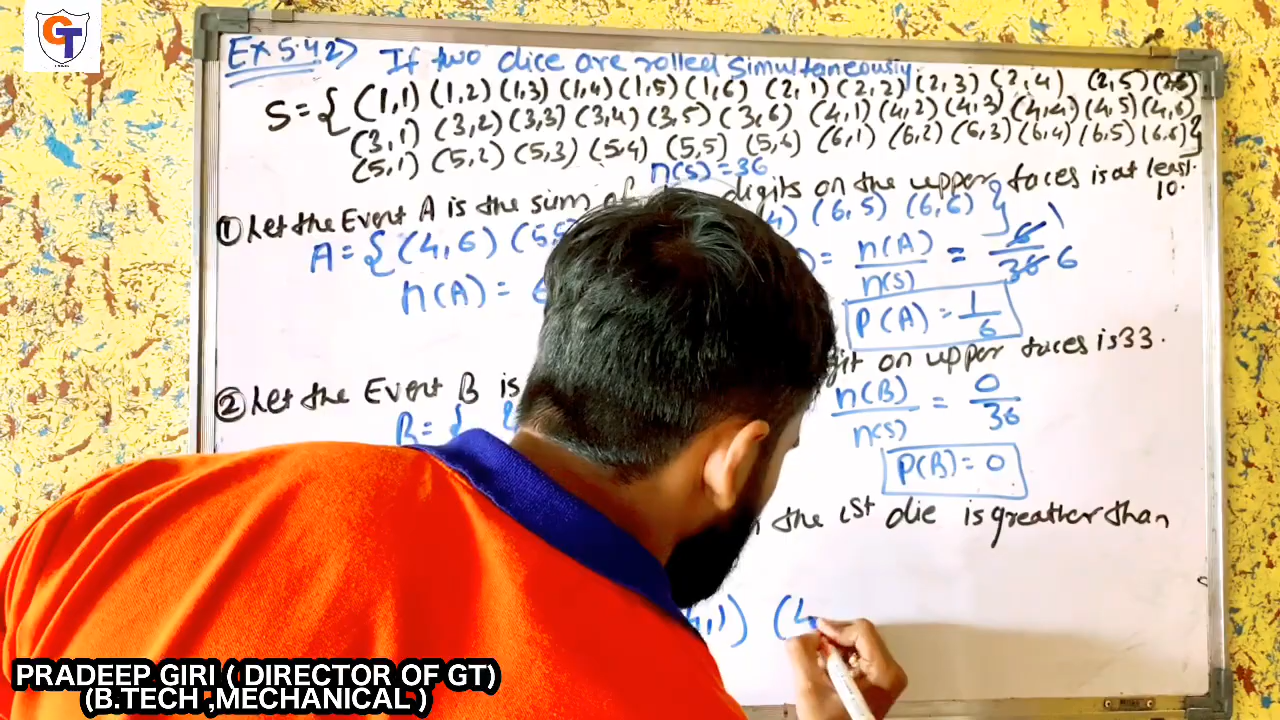 GT
Ex 5.4.2) If two dice are rolled simultaneously
S = { (1,1) (1,2) (1,3) (1,4) (1,5) (1,6) (2,1) (2,2) (2,3) (2,4) (2,5) (2,6)
(3,1) (3,2) (3,3) (3,4) (3,5) (3,6) (4,1) (4,2) (4,3) (4,4) (4,5) (4,6)
(5,1) (5,2) (5,3) (5,4) (5,5) (5,6) (6,1) (6,2) (6,3) (6,4) (6,5) (6,6) }
n(S) = 36
① Let the Event A is the sum of digits on the upper faces is at least 10.
A = { (4,6) (5,5 (6,5) (6,6) }
n(A) = 6 = n(A)/n(S) = 6/36 1 6
P(A) = 1/6
② Let the Event B is on upper faces is 33.
B = { n(B)/n(S) = 0/36
P(B) = 0
the 1st die is greatter than
,1) (4
PRADEEP GIRI ( DIRECTOR OF GT)
(B.TECH ,MECHANICAL )